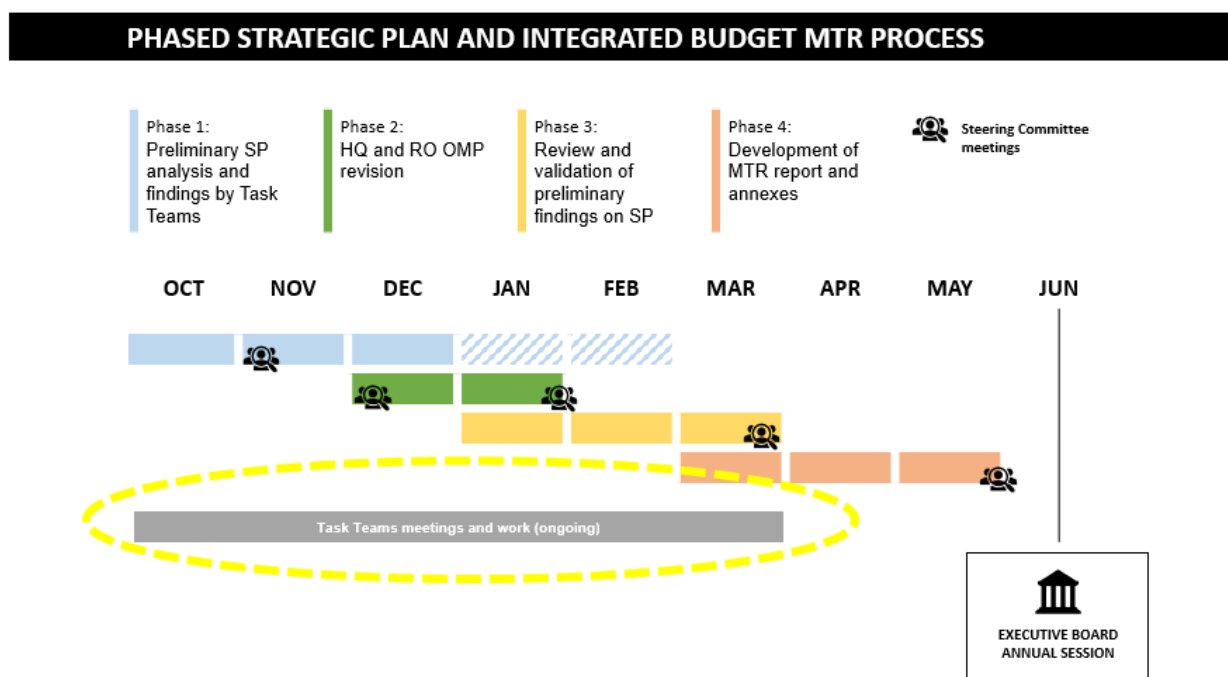 PHASED STRATEGIC PLAN AND INTEGRATED BUDGET MTR PROCESS
Phase 1:
Preliminary SP
analysis and
findings by Task
Teams
Phase 2:
HQ and RO OMP
revision
Phase 3:
Review and
validation of
preliminary
findings on SP
Phase 4:
Development of
MTR report and
annexes
Steering Committee
meetings
OCT NOV DEC JAN FEB MAR APR MAY JUN
Task Teams meetings and work (ongoing)
EXECUTIVE BOARD
ANNUAL SESSION